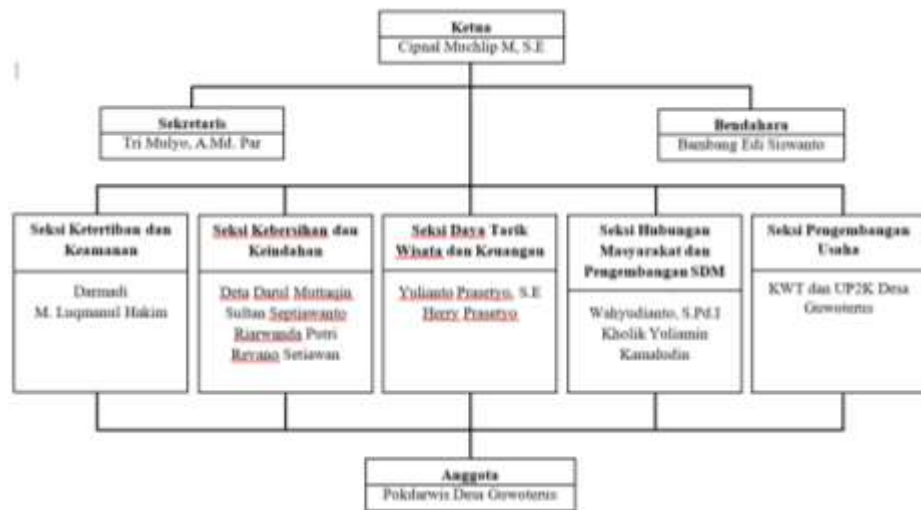 Ketua
Cipnal Muchlip M, S.E
Sekretaris
Tri Mulyo, A.Md. Par
Bendahara
Bambang Edi Siswanto
Seksi Ketertiban dan
Keamanan
Darmadi
M. Luqmanul Hakim
Seksi Kebersihan dan
Keindahan
Deta Darul Muttaqin
Sultan Septiawanto
Riarwanda Putri
Revano Setiawan
Seksi Daya Tarik
Wisata dan Keuangan
Yulianto Prasetyo, S.E
Herry Prasetyo
Seksi Hubungan
Masyarakat dan
Pengembangan SDM
Wahyudianto, S.Pd.I
Kholik Yuliamin
Kamaludin
Seksi Pengembangan
Usaha
KWT dan UP2K Desa
Guwoterus
Anggota
Pokdarwis Desa Guwoterus